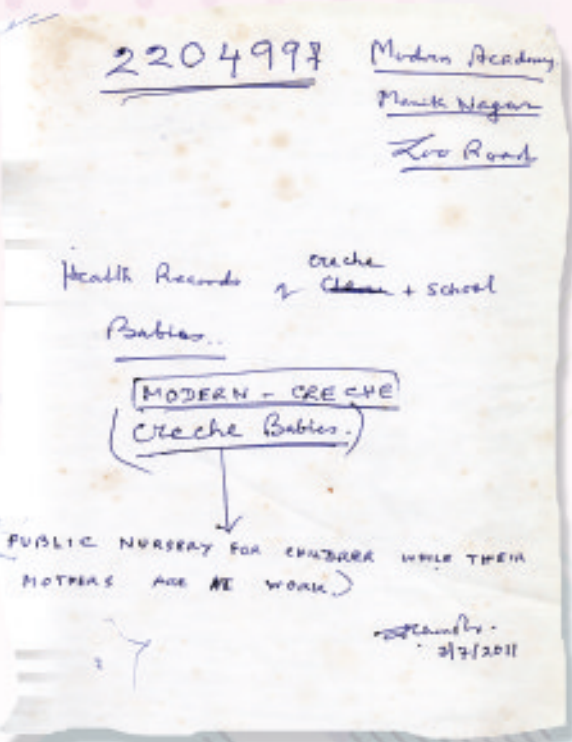 2204997
Modern Academy
Manik Nagar
Zoo Road
creche
Health Records of + School
Babies..
MODERN - CRECHE
(Creche Babies.)
(PUBLIC NURSERY FOR CHILDREN WHILE THEIR
MOTHERS ARE AT WORK.)
2/7/2011